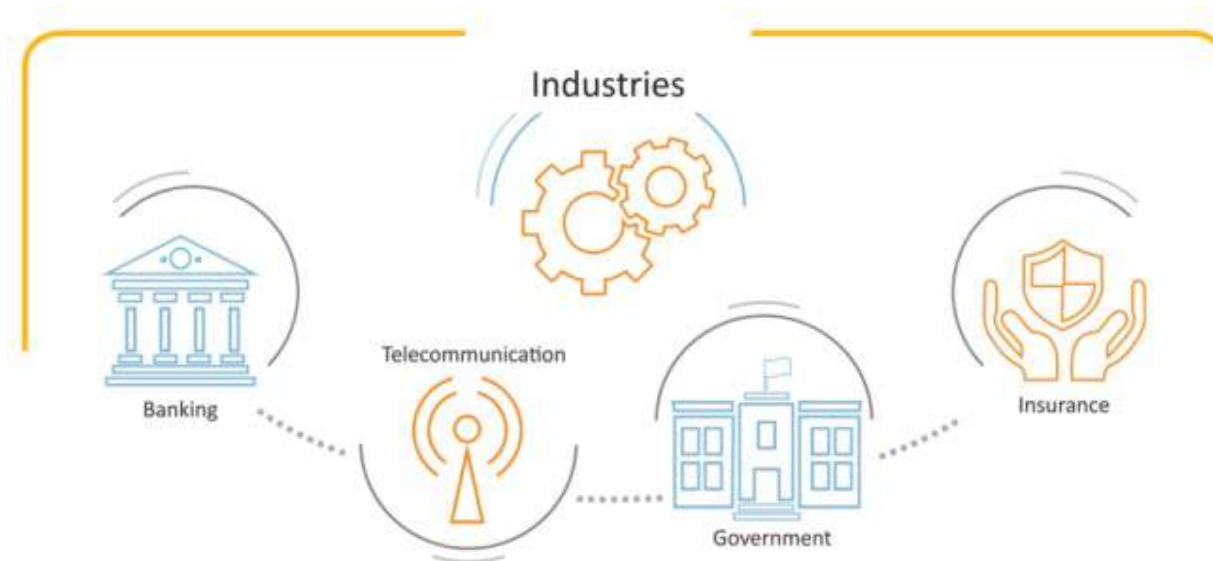 Industries
Banking
Telecommunication
Government
Insurance